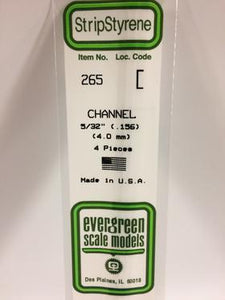 StripStyrene
Item No. Loc. Code
265 [
CHANNEL
5/32" (.156)
(4.0 mm)
4 Pieces
Made in U.S.A.
evergreen
scale models
Des Plaines, IL 60018